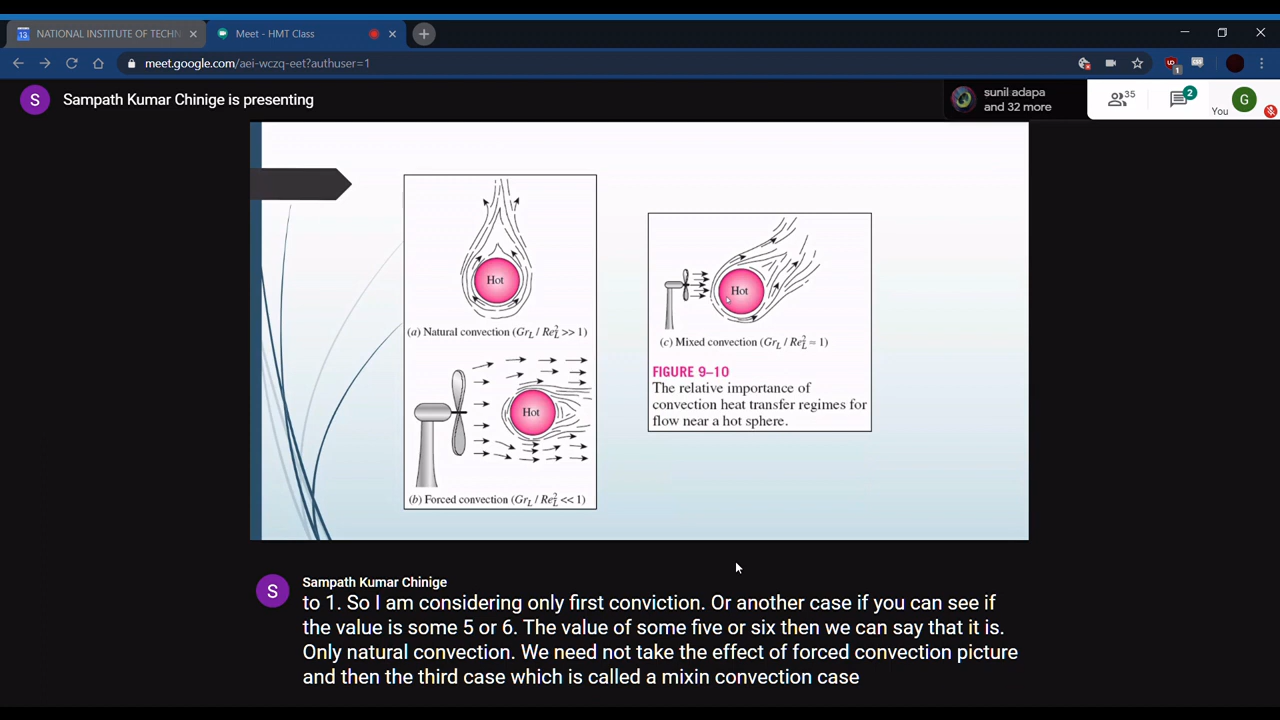 NATIONAL INSTITUTE OF TECHN
Meet - HMT Class
meet.google.com/aei-wczq-eet?authuser=1
S
Sampath Kumar Chinige is presenting
sunil adapa
and 32 more
35
2
You
G
Hot
(a) Natural convection (Gr_L / Re_L^2 >> 1)
Hot
(b) Forced convection (Gr_L / Re_L^2 << 1)
Hot
(c) Mixed convection (Gr_L / Re_L^2 ≈ 1)
FIGURE 9–10
The relative importance of
convection heat transfer regimes for
flow near a hot sphere.
S
Sampath Kumar Chinige
to 1. So I am considering only first conviction. Or another case if you can see if
the value is some 5 or 6. The value of some five or six then we can say that it is.
Only natural convection. We need not take the effect of forced convection picture
and then the third case which is called a mixin convection case